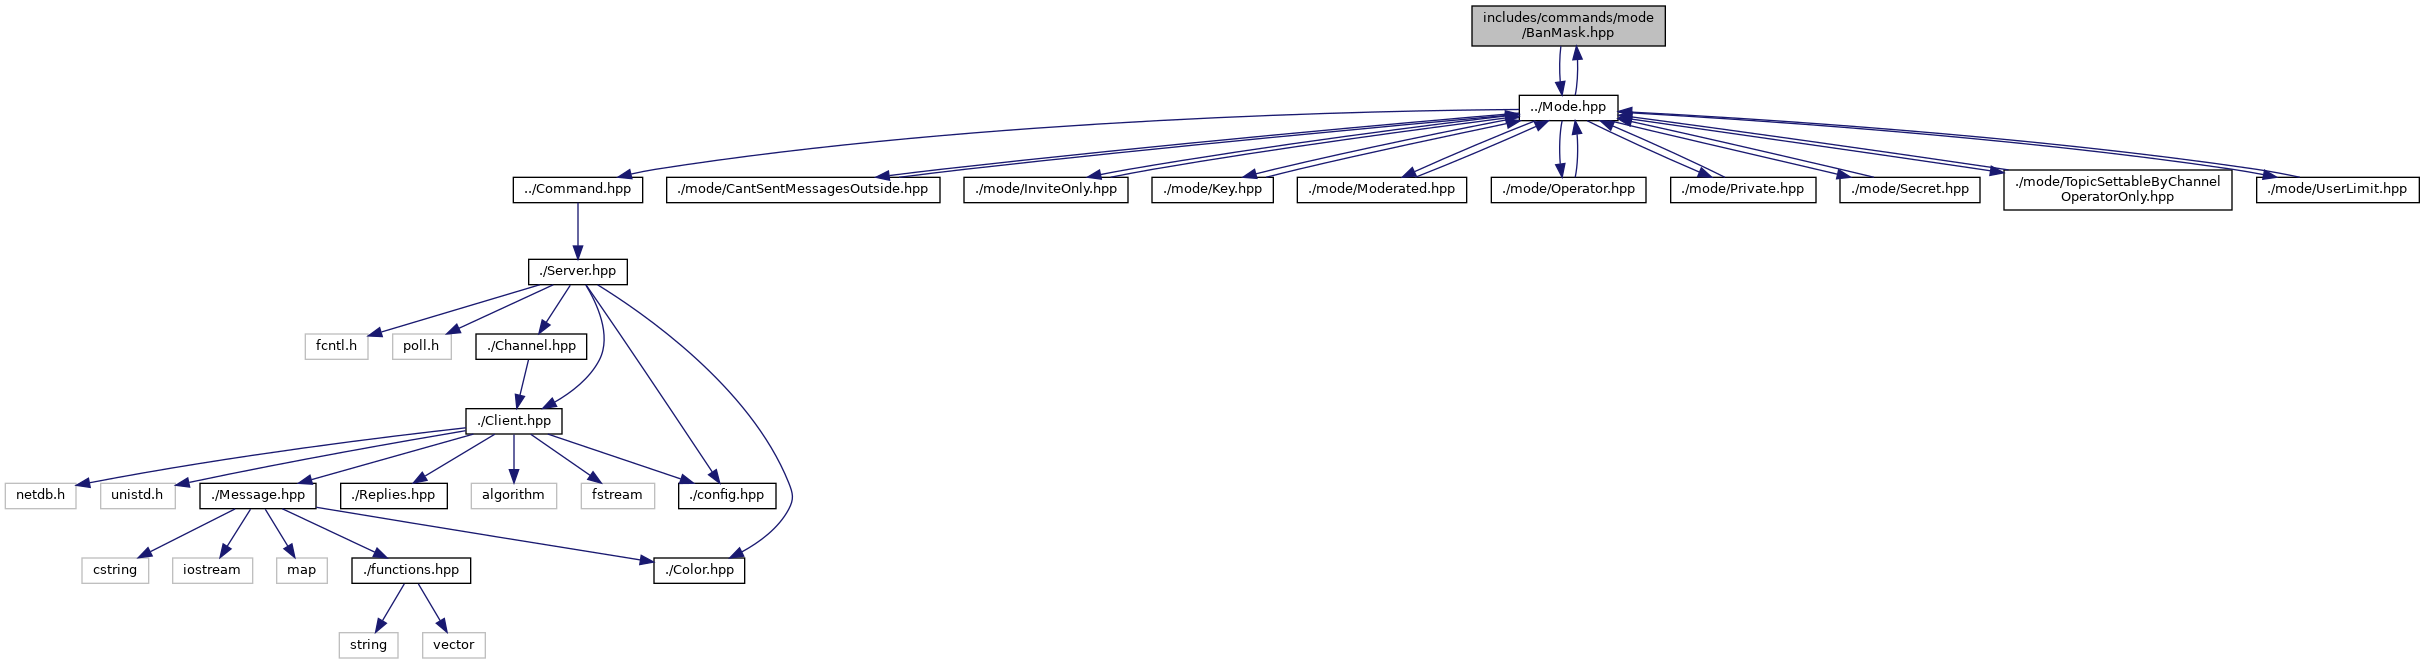 includes/commands/mode
/BanMask.hpp
../Mode.hpp
../Command.hpp
./mode/CantSentMessagesOutside.hpp
./mode/InviteOnly.hpp
./mode/Key.hpp
./mode/Moderated.hpp
./mode/Operator.hpp
./mode/Private.hpp
./mode/Secret.hpp
./mode/TopicSettableByChannel
OperatorOnly.hpp
./mode/UserLimit.hpp
./Server.hpp
fcntl.h
poll.h
./Channel.hpp
./Client.hpp
netdb.h
unistd.h
./Message.hpp
./Replies.hpp
algorithm
fstream
./config.hpp
cstring
iostream
map
./functions.hpp
./Color.hpp
string
vector